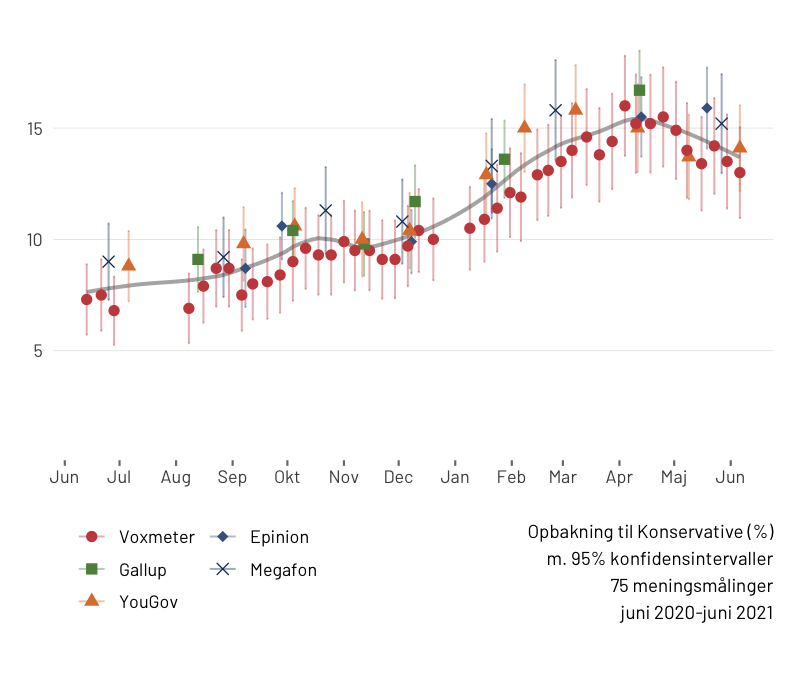 15
10
5
Jun Jul Aug Sep Okt Nov Dec Jan Feb Mar Apr Maj Jun
Voxmeter Epinion
Gallup Megafon
YouGov
Opbakning til Konservative (%)
m. 95% konfidensintervaller
75 meningsmålinger
juni 2020-juni 2021